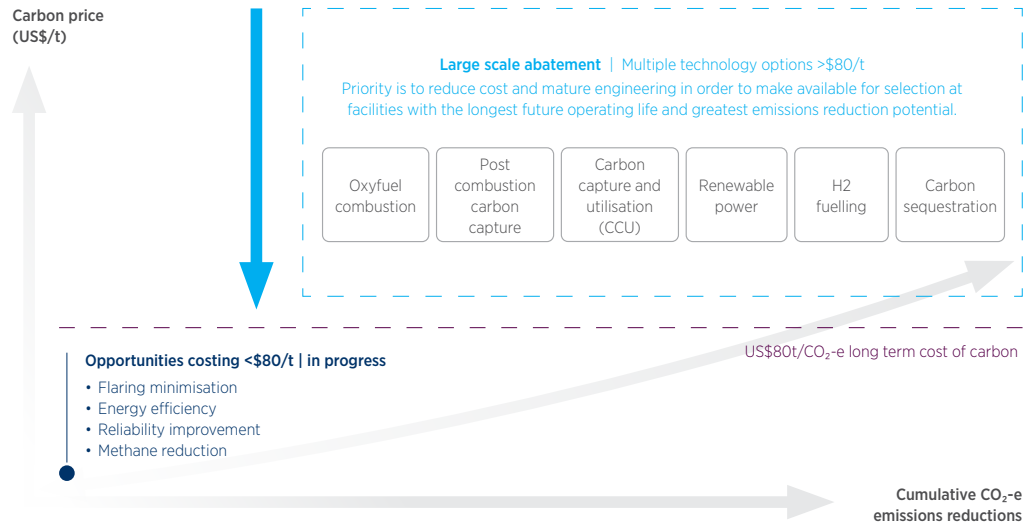 Carbon price
(US$/t)
Large scale abatement | Multiple technology options >$80/t
Priority is to reduce cost and mature engineering in order to make available for selection at
facilities with the longest future operating life and greatest emissions reduction potential.
Oxyfuel
combustion
Post
combustion
carbon
capture
Carbon
capture and
utilisation
(CCU)
Renewable
power
H2
fuelling
Carbon
sequestration
US$80t/CO₂-e long term cost of carbon
Opportunities costing <$80/t | in progress
• Flaring minimisation
• Energy efficiency
• Reliability improvement
• Methane reduction
Cumulative CO₂-e
emissions reductions